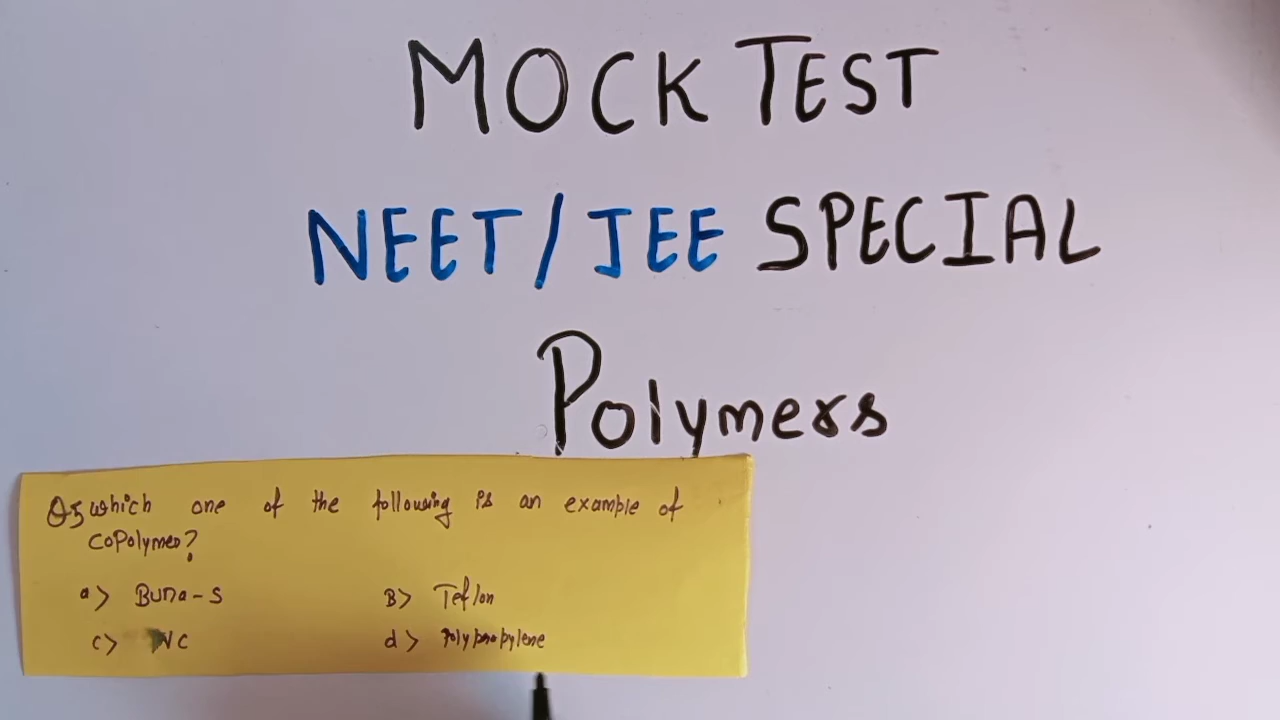 MOCK TEST
NEET/JEE SPECIAL
Polymers
Q5 which one of the following is an example of
copolymer?
a> Buna-S B> Teflon
c> PVC d> Polypropylene